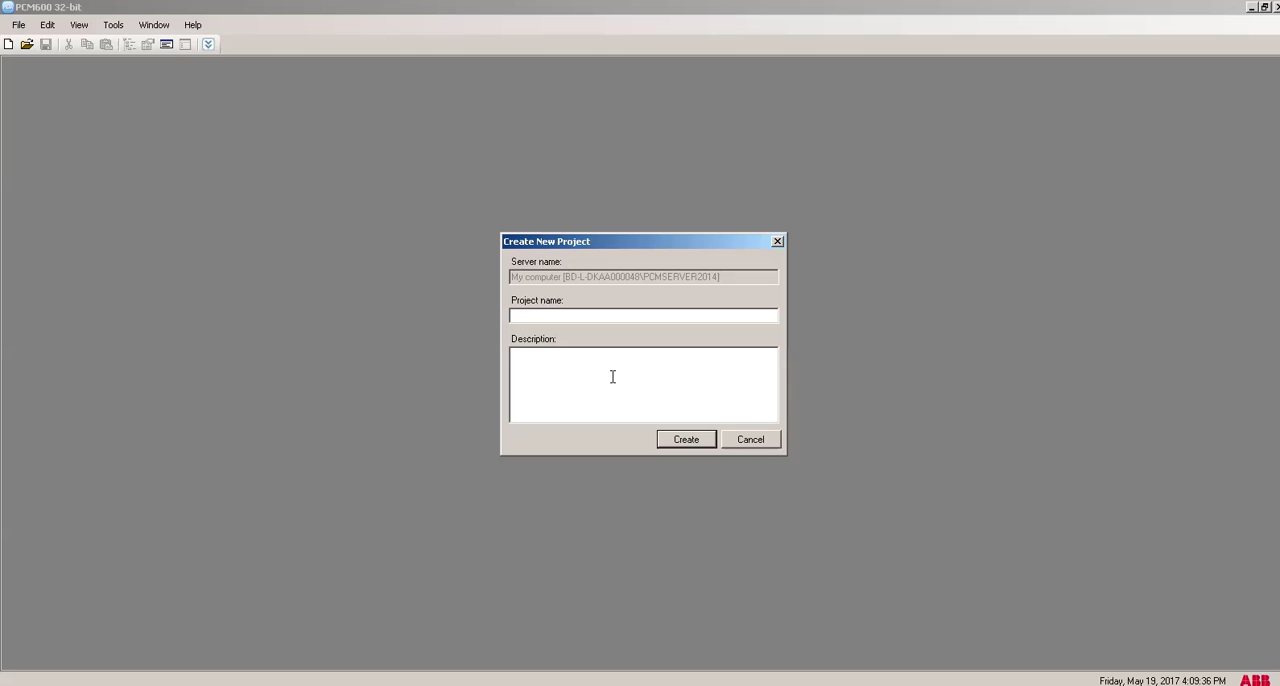 PCM600 32-bit
File Edit View Tools Window Help
Create New Project
Server name:
My computer [BD-L-DKAA000048\PCMSERVER2014]
Project name:
Description:
Create Cancel
Friday, May 19, 2017 4:09:36 PM ABB